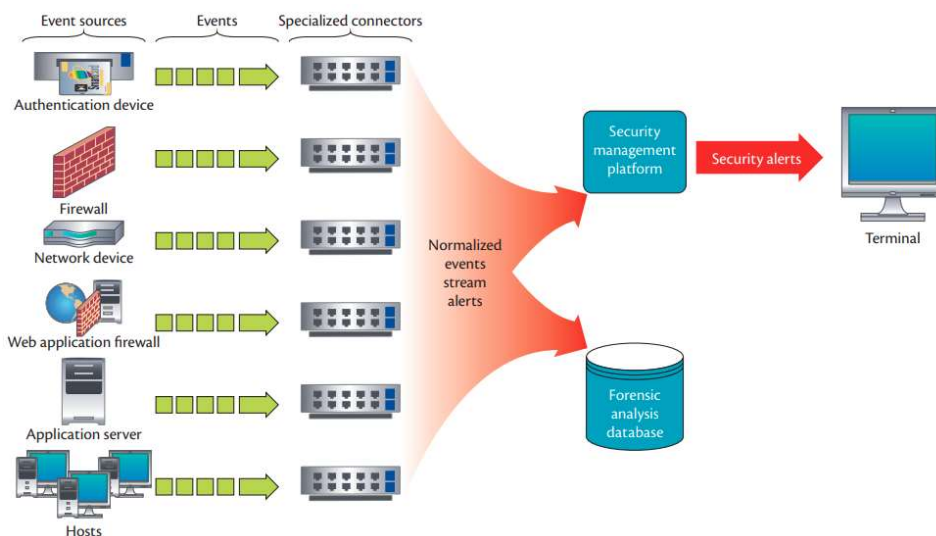 Event sources
Events
Specialized connectors
Authentication device
Firewall
Network device
Web application firewall
Application server
Hosts
Normalized
events
stream
alerts
Security
management
platform
Security alerts
Terminal
Forensic
analysis
database